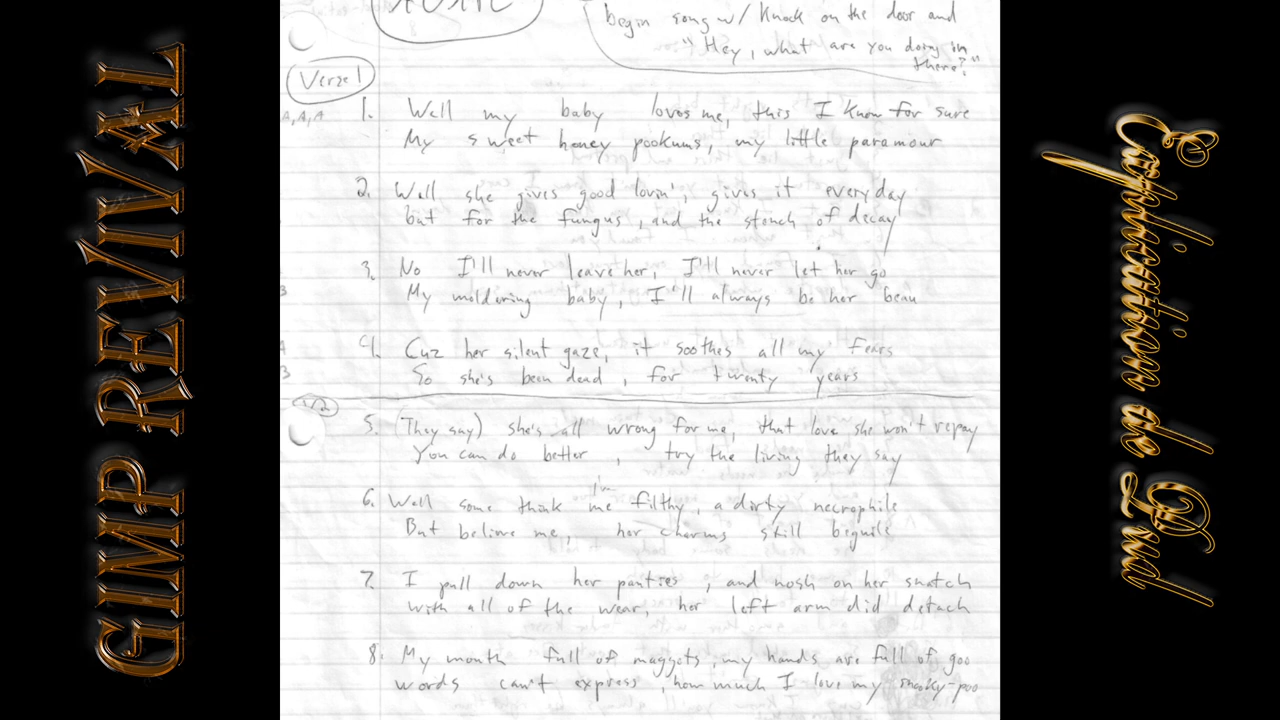 GIMP REVIVAL
begin song w/ Knock on the door and
"Hey, what are you doing in
there?"
Verse 1
A,A,A
1. Well my baby loves me, this I know for sure
My sweet honey pookums, my little paramour
2. Well she gives good lovin', gives it everyday
but for the fungus, and the stench of decay
3. No I'll never leave her, I'll never let her go
B My moldering baby, I'll always be her beau
A 4. Cuz her silent gaze, it soothes all my fears
B So she's been dead, for twenty years
V2
5. (They say) she's all wrong for me, that love she won't repay
You can do better, try the living they say
I'm
6. Well some think me filthy, a dirty necrophile
But believe me, her charms still beguile
7. I pull down her panties, and nosh on her snatch
with all of the wear, her left arm did detach
8. My mouth full of maggots, my hands are full of goo
words can't express, how much I love my snooky-poo
Explication de Pud